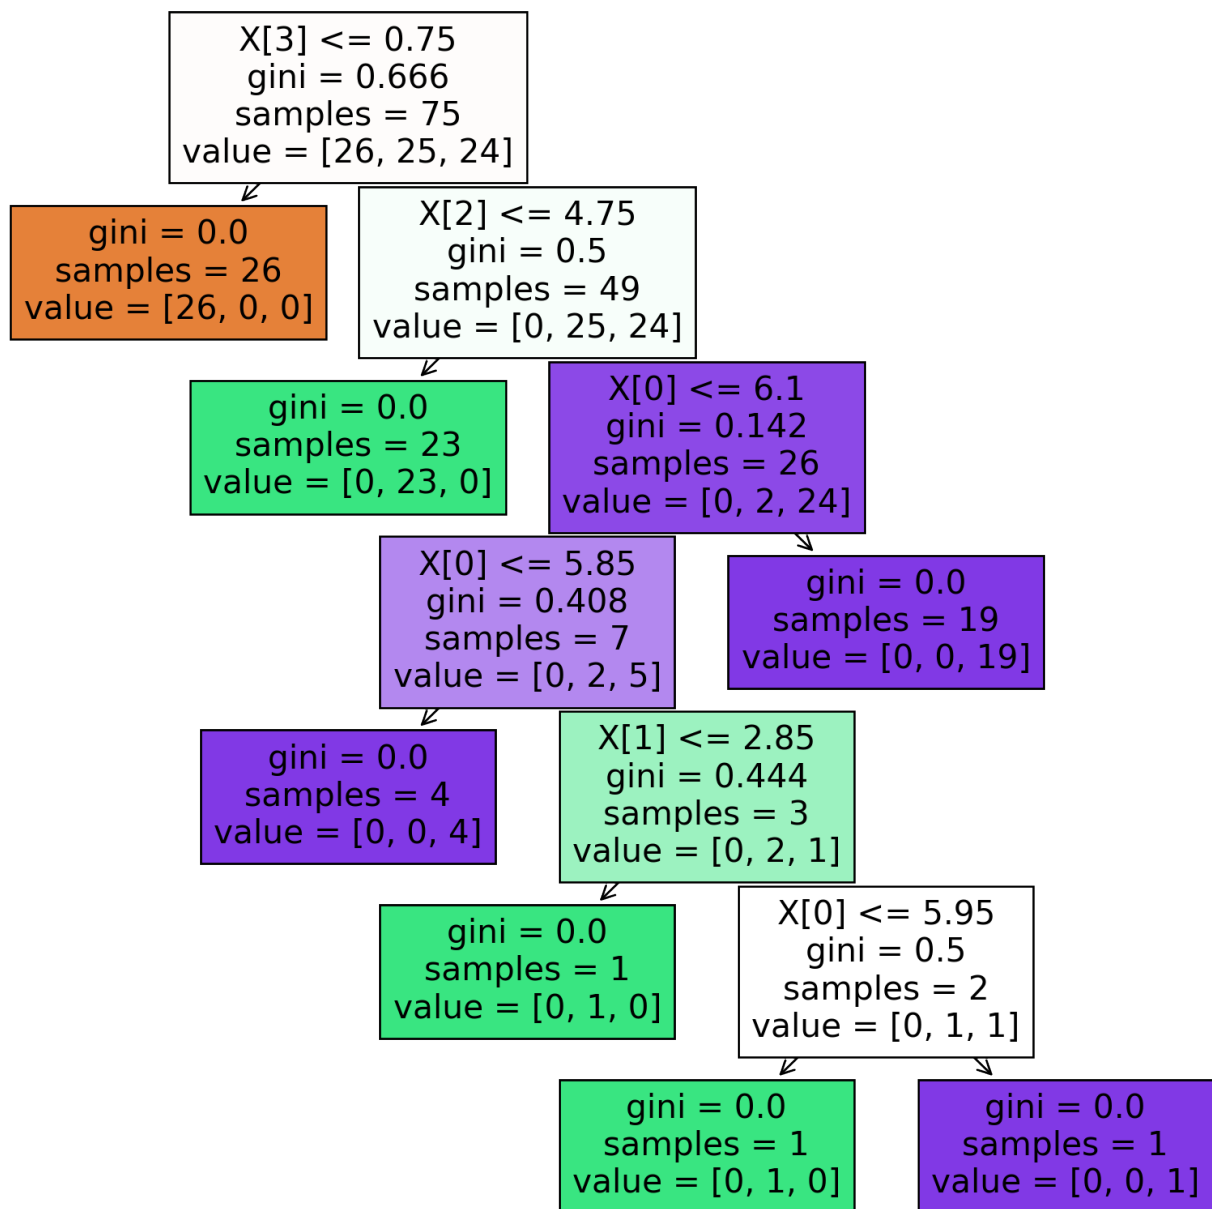 X[3] <= 0.75
gini = 0.666
samples = 75
value = [26, 25, 24]
gini = 0.0
samples = 26
value = [26, 0, 0]
X[2] <= 4.75
gini = 0.5
samples = 49
value = [0, 25, 24]
gini = 0.0
samples = 23
value = [0, 23, 0]
X[0] <= 6.1
gini = 0.142
samples = 26
value = [0, 2, 24]
X[0] <= 5.85
gini = 0.408
samples = 7
value = [0, 2, 5]
gini = 0.0
samples = 19
value = [0, 0, 19]
gini = 0.0
samples = 4
value = [0, 0, 4]
X[1] <= 2.85
gini = 0.444
samples = 3
value = [0, 2, 1]
gini = 0.0
samples = 1
value = [0, 1, 0]
X[0] <= 5.95
gini = 0.5
samples = 2
value = [0, 1, 1]
gini = 0.0
samples = 1
value = [0, 1, 0]
gini = 0.0
samples = 1
value = [0, 0, 1]